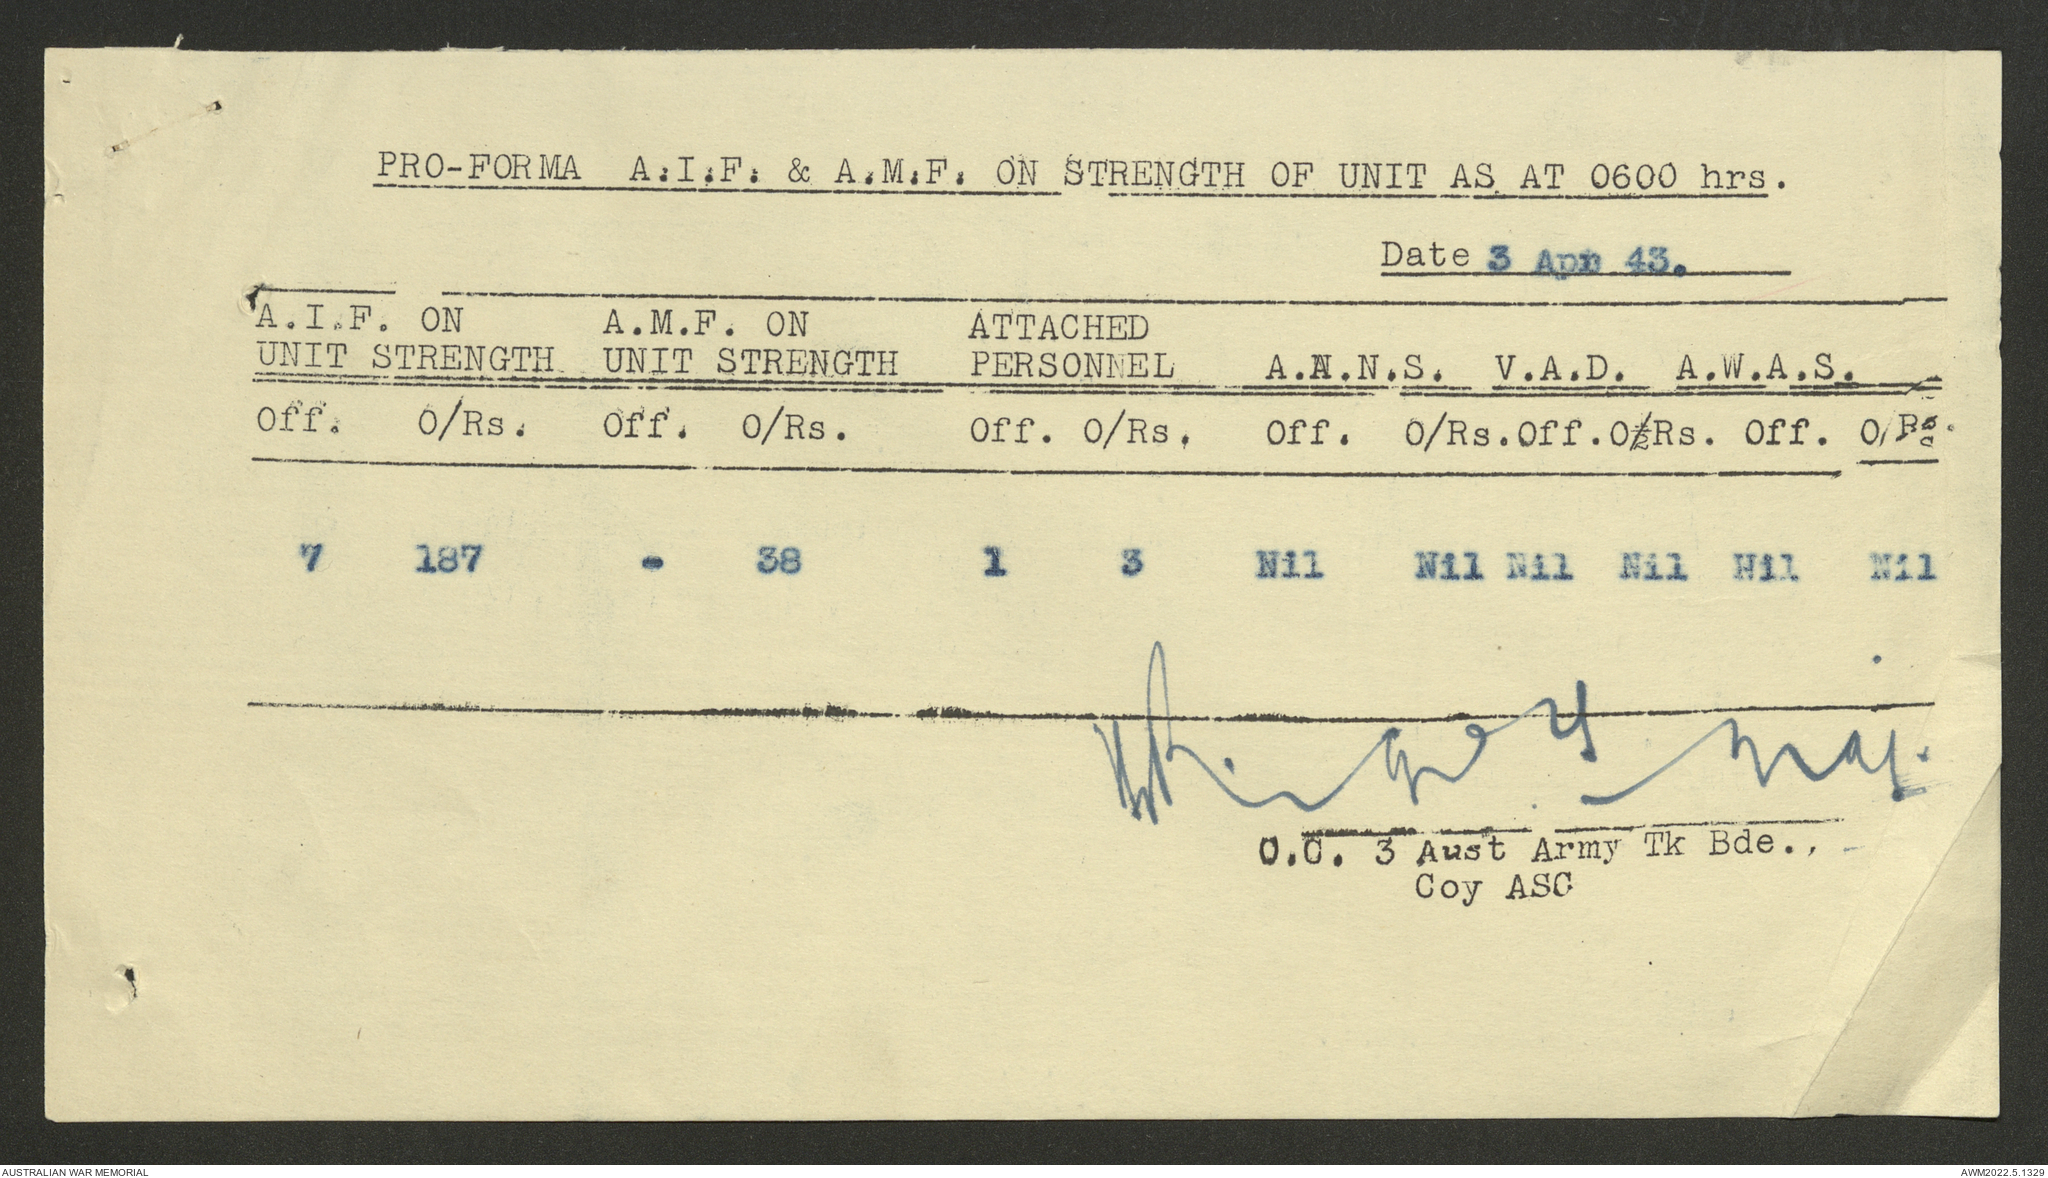 PRO-FORMA A.I.F. & A.M.F. ON STRENGTH OF UNIT AS AT 0600 hrs.
Date 3 Apr 43.
A.I.F. ON A.M.F. ON ATTACHED
UNIT STRENGTH UNIT STRENGTH PERSONNEL A.A.N.S. V.A.D. A.W.A.S.
Off. O/Rs. Off. O/Rs. Off. O/Rs. Off. O/Rs. Off. O/Rs. Off. O/Rs.
7 187 - 38 1 3 Nil Nil Nil Nil Nil Nil
Maj.
O.C. 3 Aust Army Tk Bde.,
Coy ASC
AUSTRALIAN WAR MEMORIAL AWM2022.5.1329